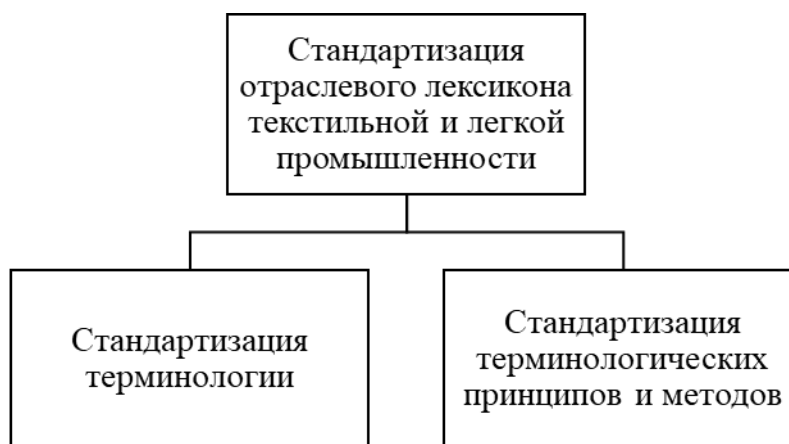 Стандартизация
отраслевого лексикона
текстильной и легкой
промышленности
Стандартизация
терминологии
Стандартизация
терминологических
принципов и методов